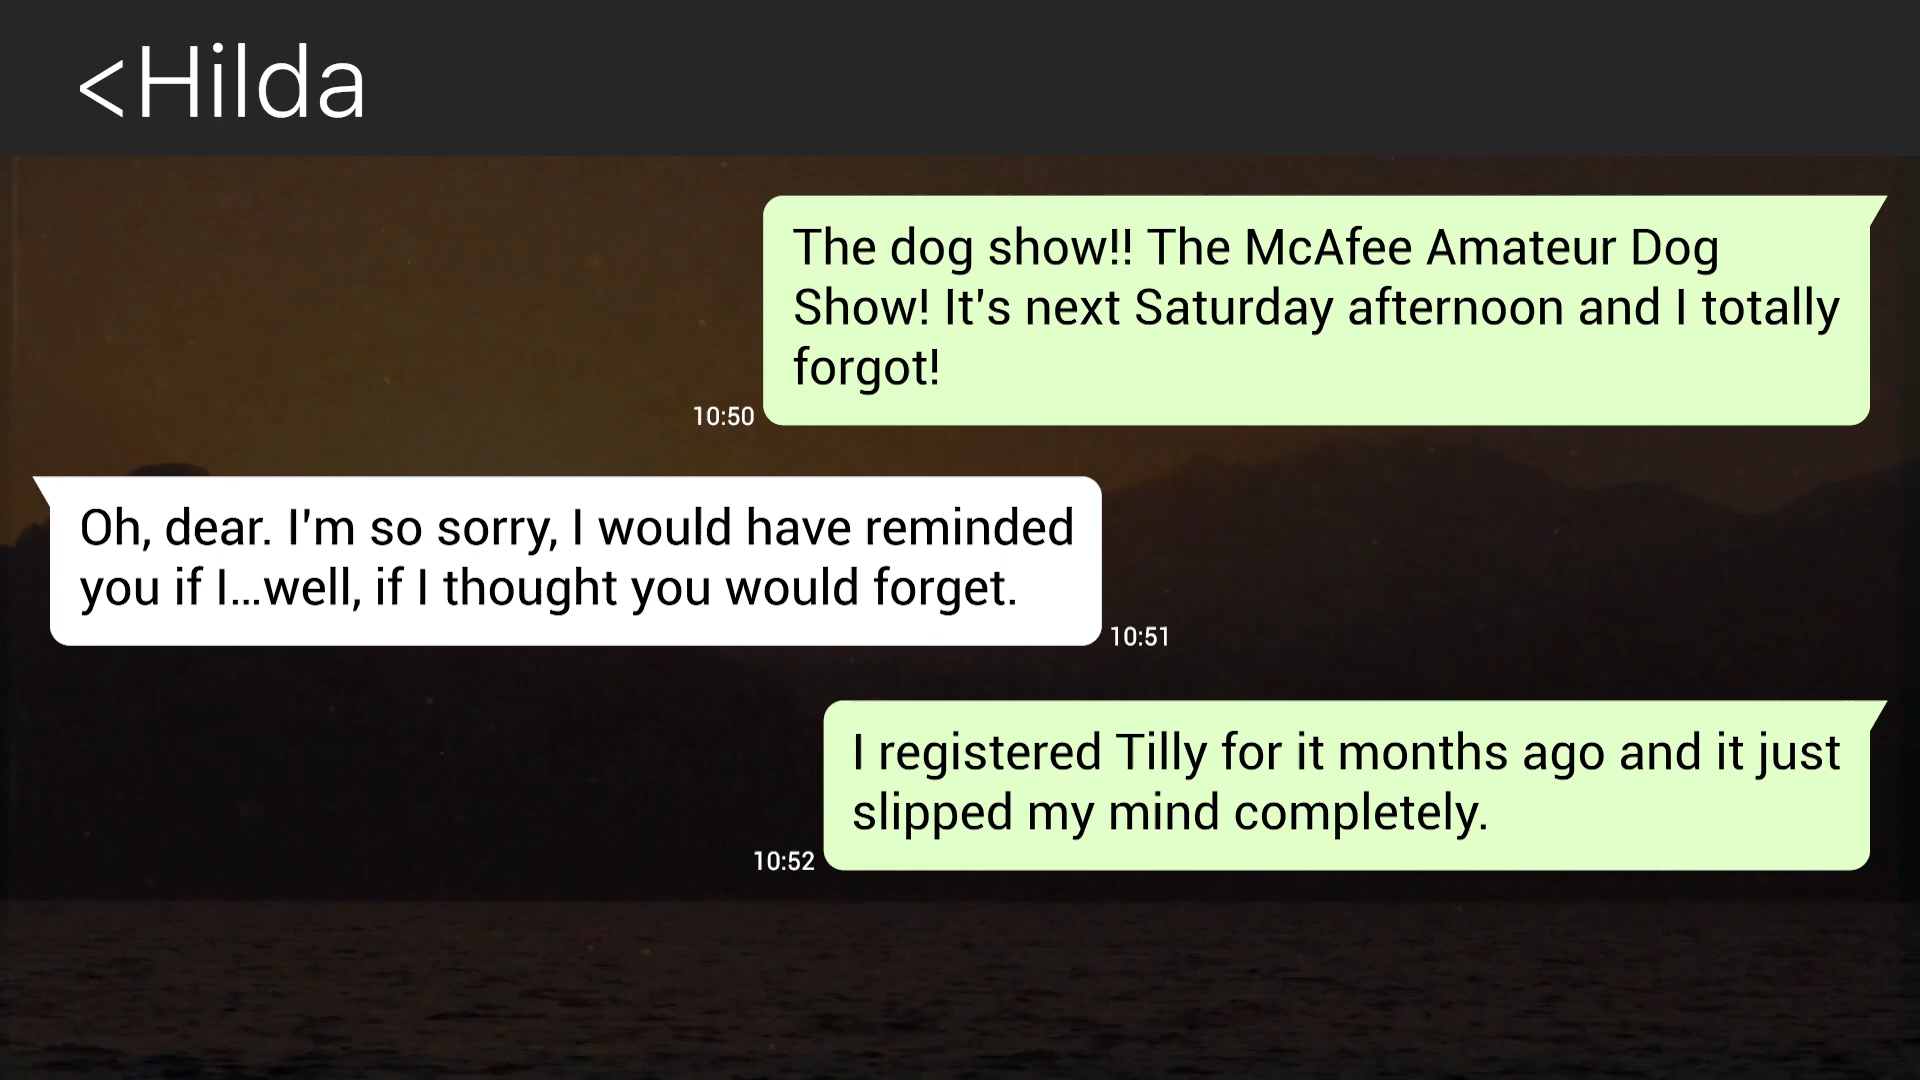 <Hilda
The dog show!! The McAfee Amateur Dog
Show! It's next Saturday afternoon and I totally
forgot!
10:50
Oh, dear. I'm so sorry, I would have reminded
you if I...well, if I thought you would forget.
10:51
I registered Tilly for it months ago and it just
slipped my mind completely.
10:52